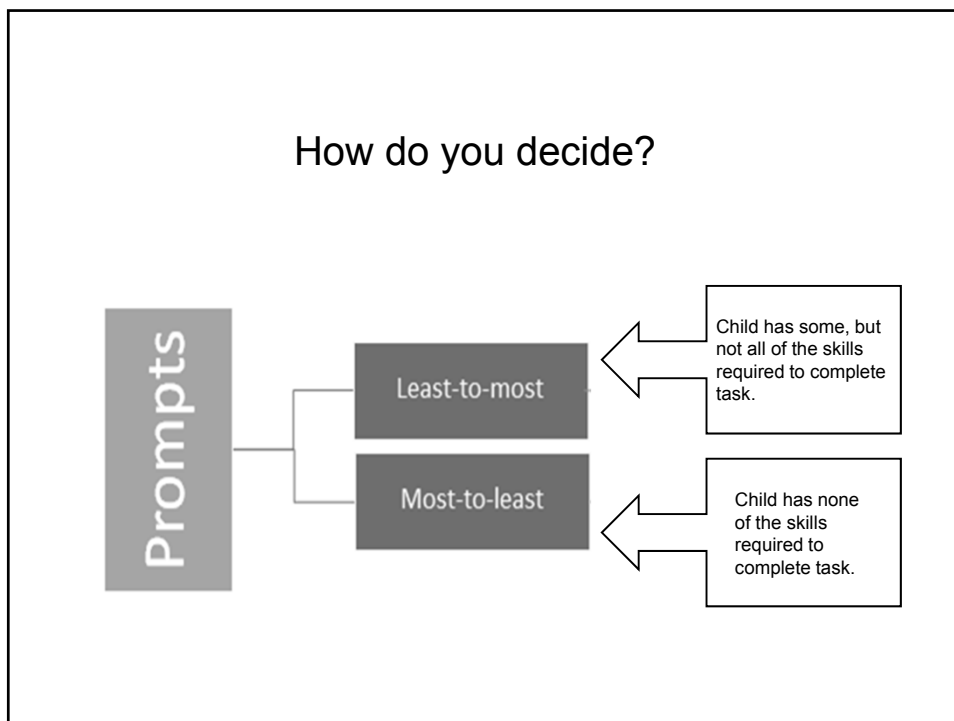 How do you decide?
Prompts
Least-to-most
Child has some, but
not all of the skills
required to complete
task.
Most-to-least
Child has none
of the skills
required to
complete task.